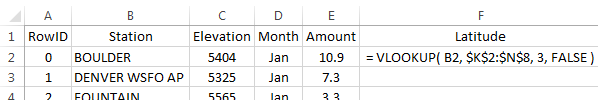 A B C D E F
1 RowID Station Elevation Month Amount Latitude
2 0 BOULDER 5404 Jan 10.9 = VLOOKUP( B2, $K$2:$N$8, 3, FALSE )
3 1 DENVER WSFO AP 5325 Jan 7.3
4 2 FOUNTAIN 5565 Jan 3.3